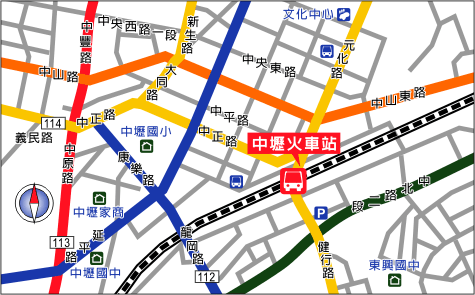 中豐路
中央西路一段
新生路
文化中心
元化路
中央東路
中山路
大同路
中山東路
114
中正路
中平路
義民路
中壢國小
中正路
中壢火車站
中原路
康樂路
中北路二段
中壢家商
P
113
延平路
龍岡路
健行路
中壢國中
112
東興國中